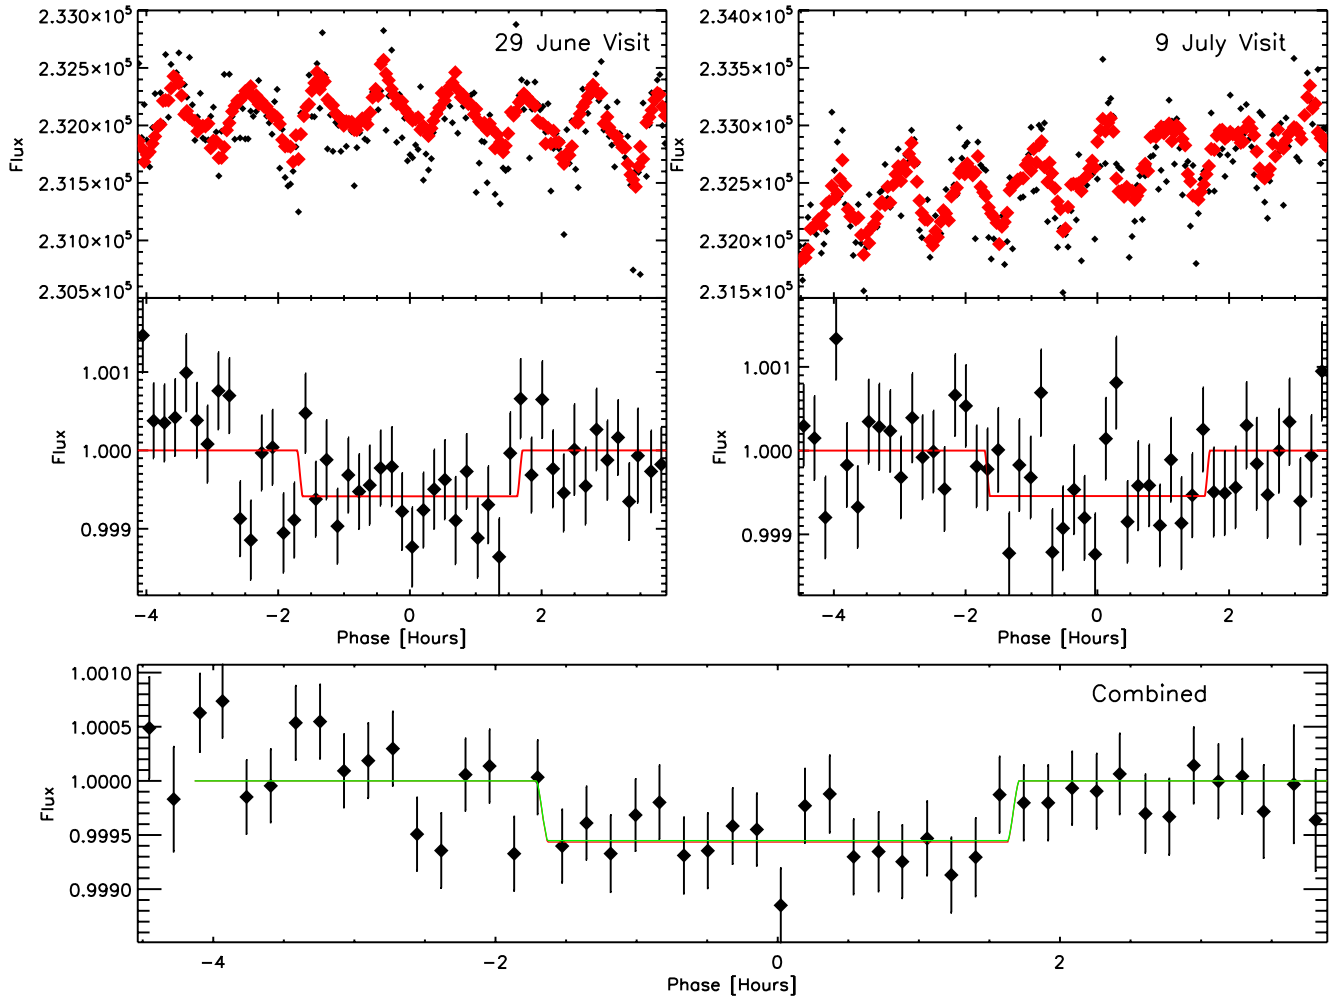 29 June Visit
2.330×10⁵
2.325×10⁵
2.320×10⁵
2.315×10⁵
2.310×10⁵
2.305×10⁵
Flux
9 July Visit
2.340×10⁵
2.335×10⁵
2.330×10⁵
2.325×10⁵
2.320×10⁵
2.315×10⁵
Flux
1.001
1.000
0.999
Flux
−4 −2 0 2
Phase [Hours]
1.001
1.000
0.999
Flux
−4 −2 0 2
Phase [Hours]
Combined
1.0010
1.0005
1.0000
0.9995
0.9990
Flux
−4 −2 0 2
Phase [Hours]